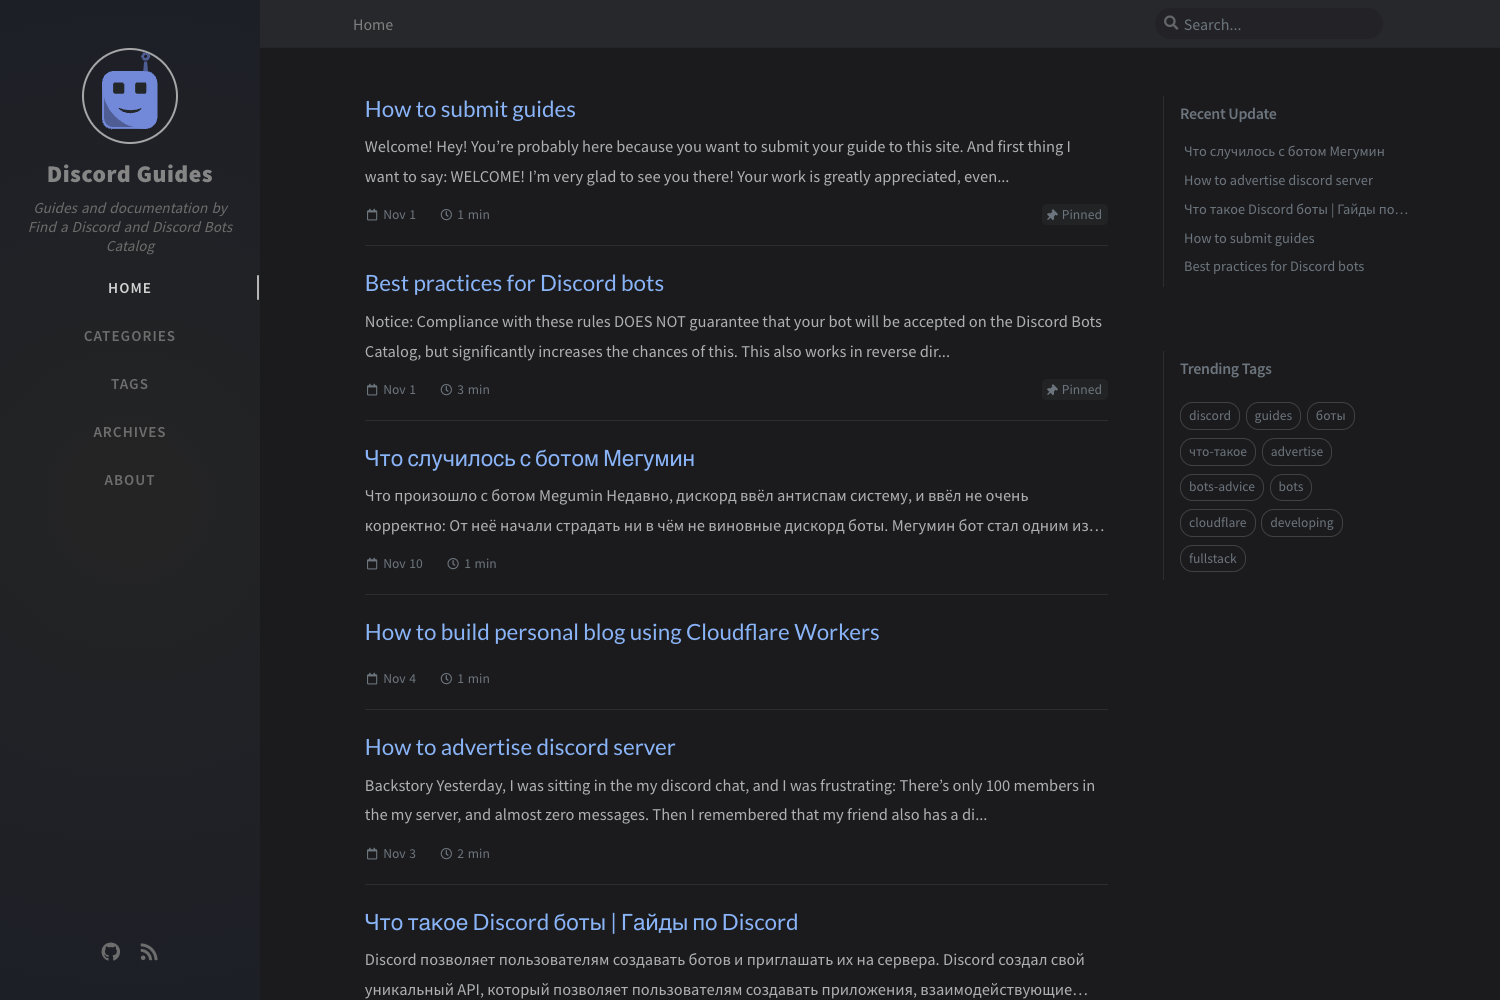 Discord Guides
Guides and documentation by
Find a Discord and Discord Bots
Catalog
HOME
CATEGORIES
TAGS
ARCHIVES
ABOUT
Home
Search...
How to submit guides
Welcome! Hey! You’re probably here because you want to submit your guide to this site. And first thing I
want to say: WELCOME! I’m very glad to see you there! Your work is greatly appreciated, even...
Nov 1 1 min Pinned
Best practices for Discord bots
Notice: Compliance with these rules DOES NOT guarantee that your bot will be accepted on the Discord Bots
Catalog, but significantly increases the chances of this. This also works in reverse dir...
Nov 1 3 min Pinned
Что случилось с ботом Мегумин
Что произошло с ботом Megumin Недавно, дискорд ввёл антиспам систему, и ввёл не очень
корректно: От неё начали страдать ни в чём не виновные дискорд боты. Мегумин бот стал одним из...
Nov 10 1 min
How to build personal blog using Cloudflare Workers
Nov 4 1 min
How to advertise discord server
Backstory Yesterday, I was sitting in the my discord chat, and I was frustrating: There’s only 100 members in
the my server, and almost zero messages. Then I remembered that my friend also has a di...
Nov 3 2 min
Что такое Discord боты | Гайды по Discord
Discord позволяет пользователям создавать ботов и приглашать их на сервера. Discord создал свой
уникальный API, который позволяет пользователям создавать приложения, взаимодействующие...
Recent Update
Что случилось с ботом Мегумин
How to advertise discord server
Что такое Discord боты | Гайды по...
How to submit guides
Best practices for Discord bots
Trending Tags
discord guides боты
что-такое advertise
bots-advice bots
cloudflare developing
fullstack